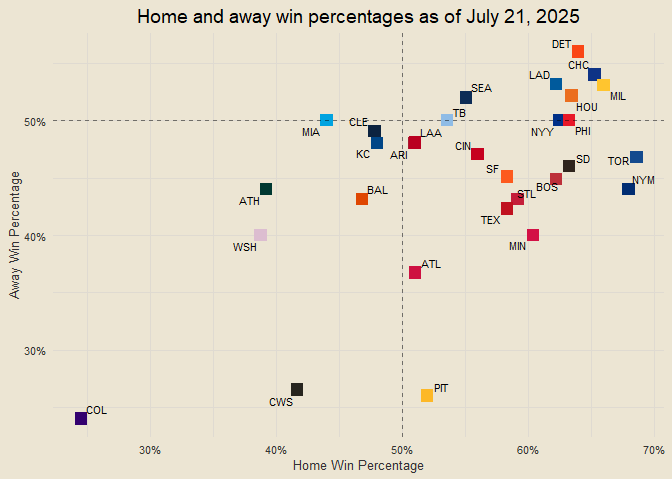 Home and away win percentages as of July 21, 2025
DET
CHC
LAD
MIL
SEA
HOU
TB
50%
MIA
CLE
LAA
NYY
PHI
KC
ARI
CIN
SD
TOR
SF
BOS
NYM
ATH
BAL
STL
TEX
40%
WSH
MIN
ATL
30%
CWS
PIT
COL
Away Win Percentage
30%
40%
50%
60%
70%
Home Win Percentage